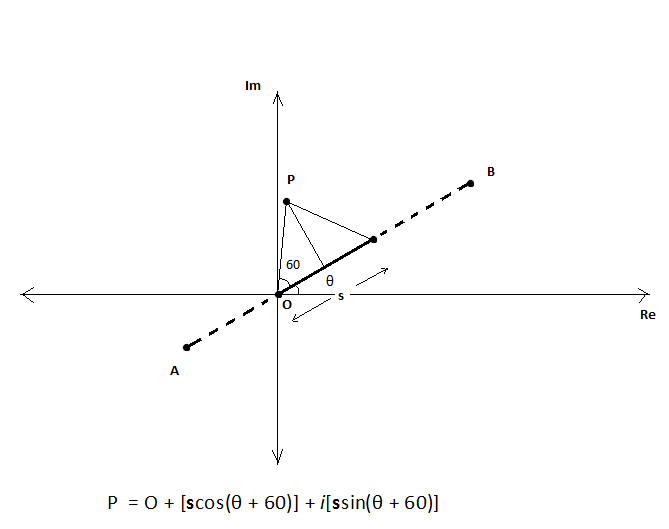 Im
P
B
60
θ
O
s
Re
A
P = O + [scos(θ + 60)] + i[ssin(θ + 60)]